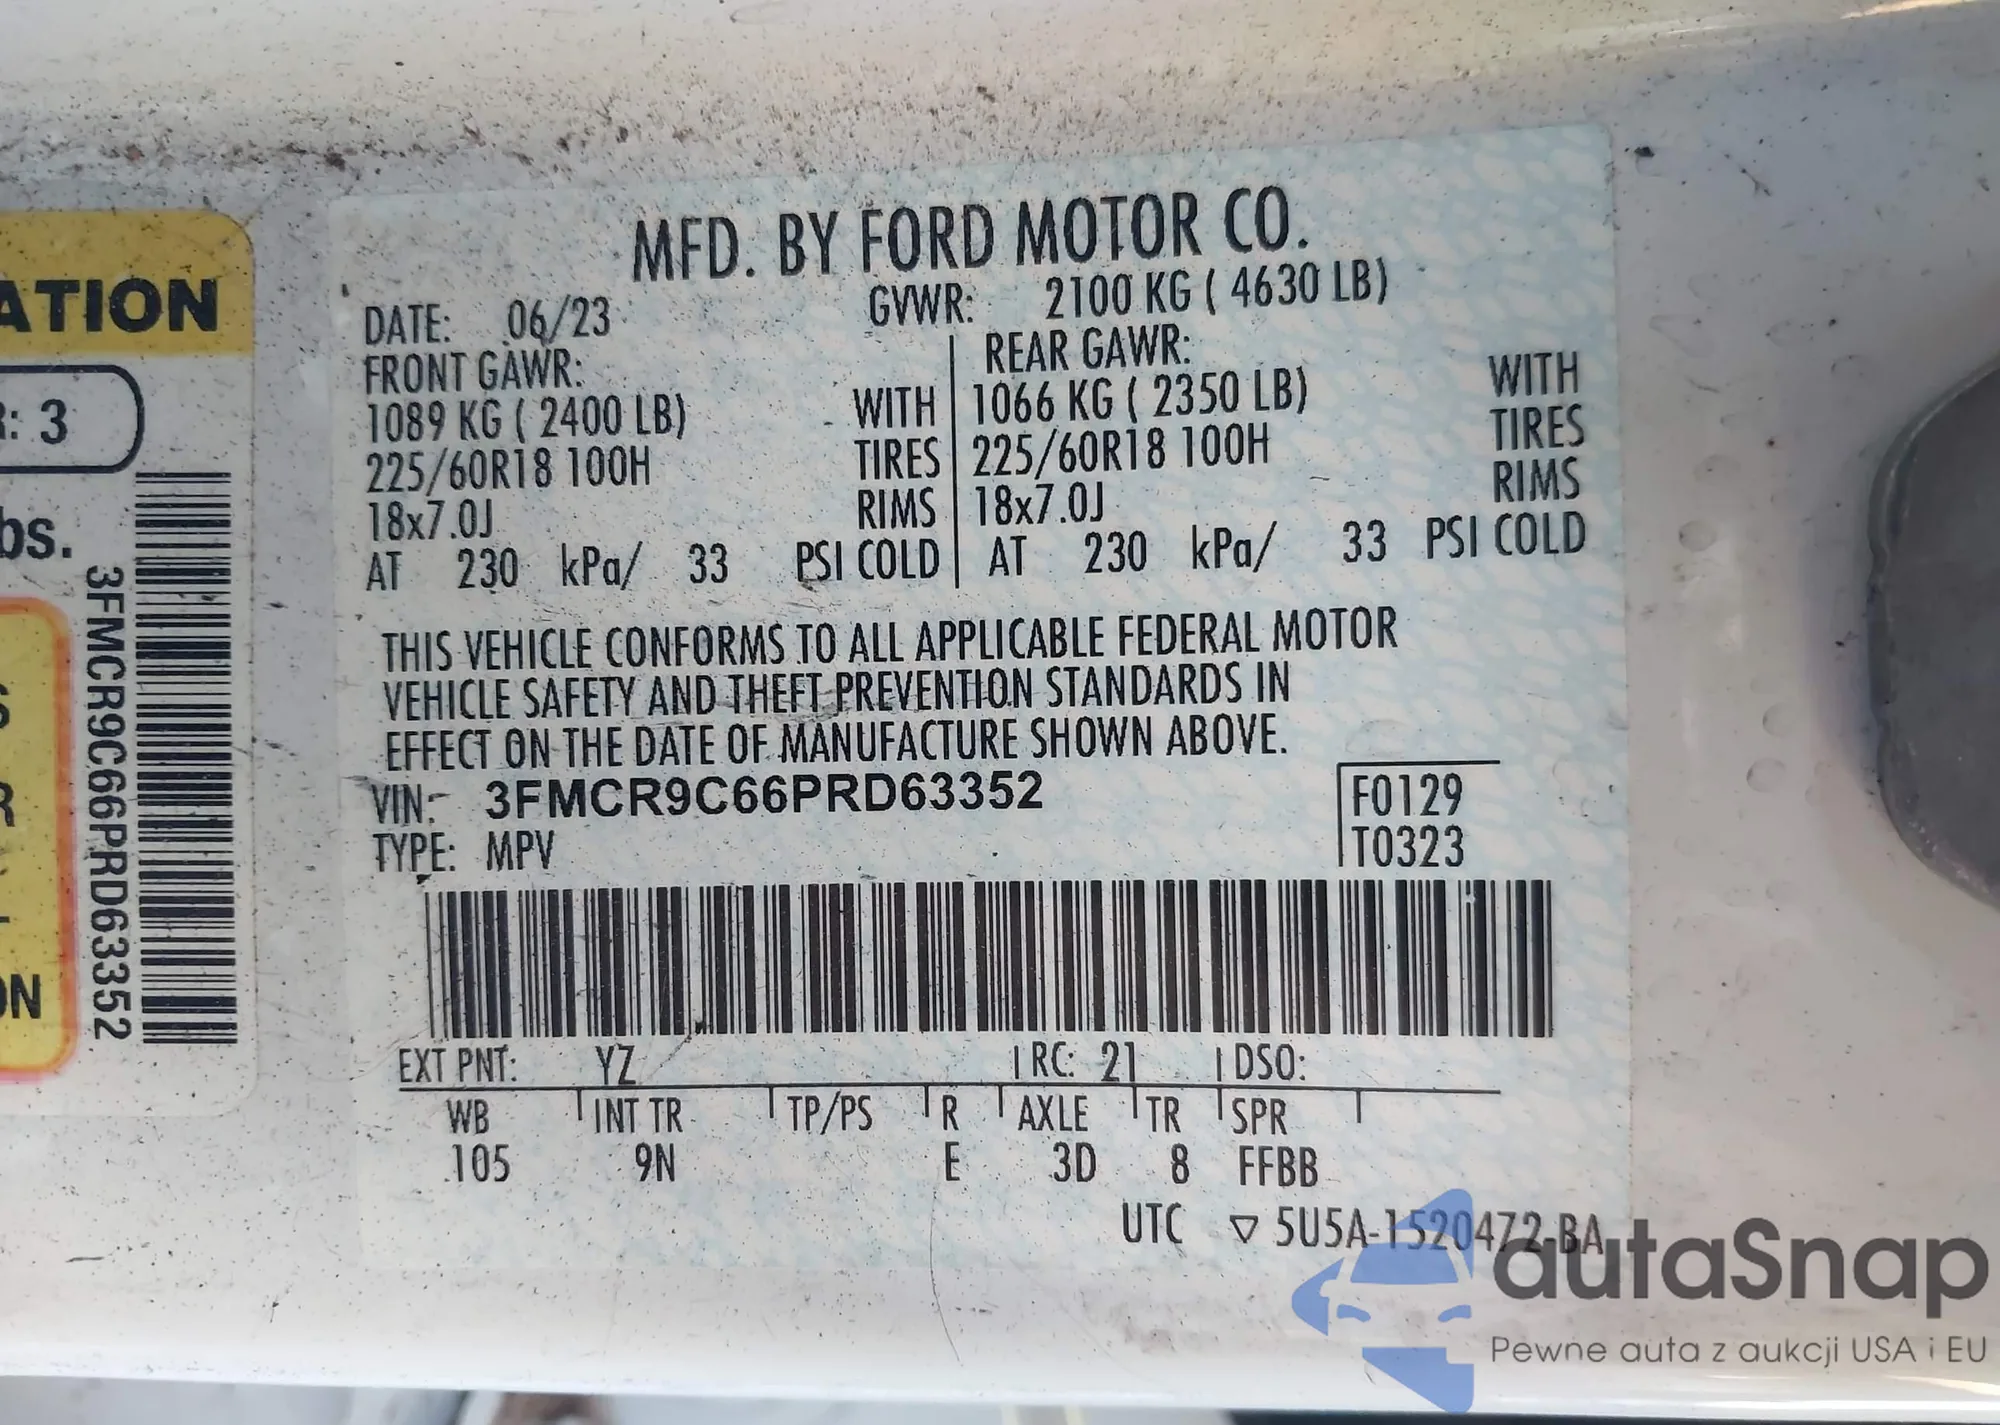 ATION
R: 3
bs.
3FMCR9C66PRD63352
S
R
ON
MFD. BY FORD MOTOR CO.
DATE: 06/23 GVWR: 2100 KG ( 4630 LB)
FRONT GAWR: REAR GAWR:
1089 KG ( 2400 LB) WITH 1066 KG ( 2350 LB) WITH
225/60R18 100H TIRES 225/60R18 100H TIRES
18x7.0J RIMS 18x7.0J RIMS
AT 230 kPa/ 33 PSI COLD AT 230 kPa/ 33 PSI COLD
THIS VEHICLE CONFORMS TO ALL APPLICABLE FEDERAL MOTOR
VEHICLE SAFETY AND THEFT PREVENTION STANDARDS IN
EFFECT ON THE DATE OF MANUFACTURE SHOWN ABOVE.
VIN: 3FMCR9C66PRD63352 F0129
TYPE: MPV T0323
EXT PNT: YZ RC: 21 DSO:
WB INT TR TP/PS R AXLE TR SPR
105 9N E 3D 8 FFBB
UTC ▽ 5U5A-1520472-BA
autaSnap
Pewne auta z aukcji USA i EU